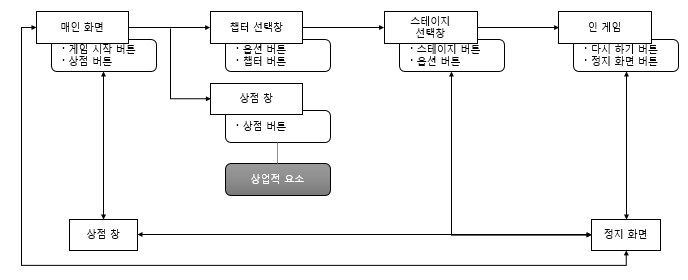 매인 화면
· 게임 시작 버튼
· 상점 버튼
챕터 선택창
· 옵션 버튼
· 챕터 버튼
스테이지
선택창
· 스테이지 버튼
· 옵션 버튼
인 게임
· 다시 하기 버튼
· 정지 화면 버튼
상점 창
· 상점 버튼
상업적 요소
상점 창
정지 화면